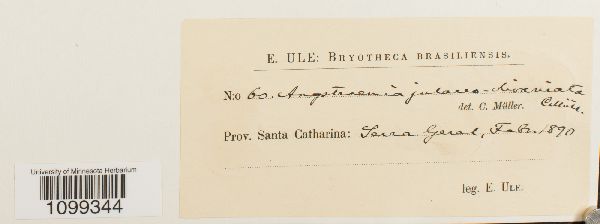 E. ULE: BRYOTHECA BRASILIENSIS.
N:o 60. Angstroemia julaceo-divaricata
det. C. Müller. C.Müll.
Prov. Santa Catharina: Serra Geral, Febr. 1890
leg. E. ULE.
University of Minnesota Herbarium
1099344